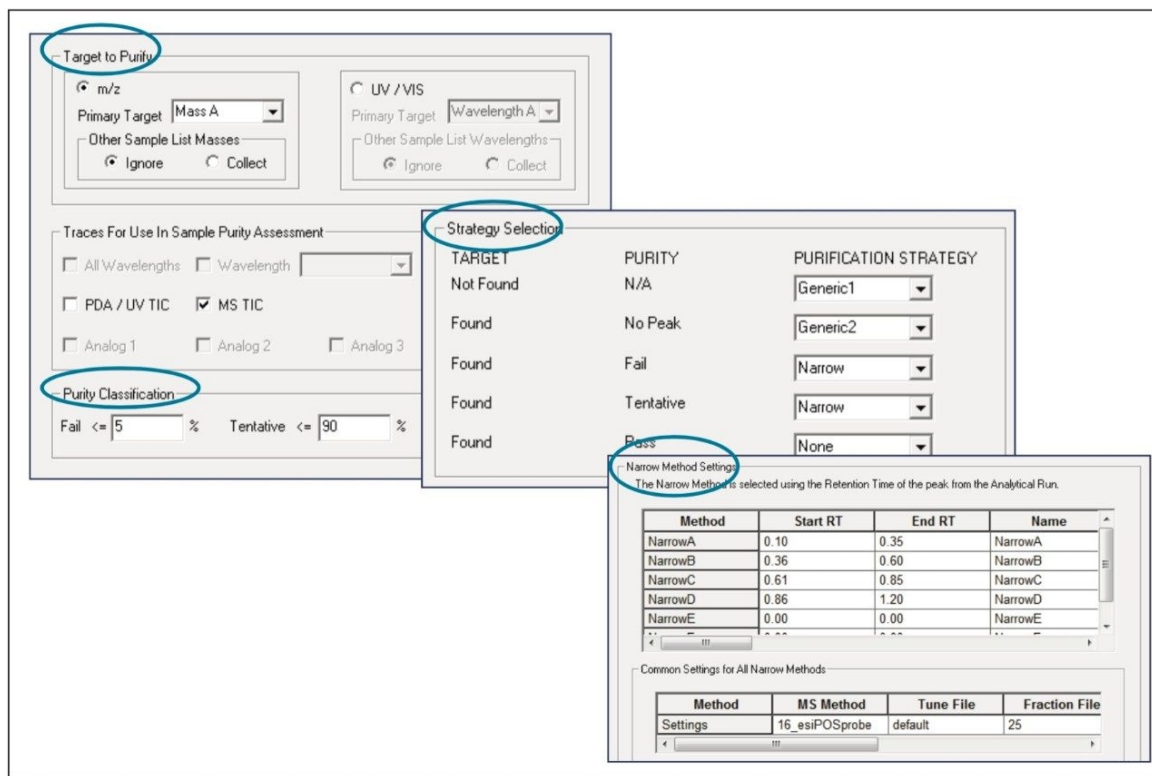 Target to Purify
m/z
Primary Target Mass A
Other Sample List Masses
Ignore Collect
UV / VIS
Primary Target Wavelength A
Other Sample List Wavelengths
Ignore Collect
Traces For Use In Sample Purity Assessment
All Wavelengths Wavelength
PDA / UV TIC MS TIC
Analog 1 Analog 2 Analog 3
Purity Classification
Fail <= 5 % Tentative <= 90 %
Strategy Selection
TARGET PURITY PURIFICATION STRATEGY
Not Found N/A Generic1
Found No Peak Generic2
Found Fail Narrow
Found Tentative Narrow
Found Pass None
Narrow Method Settings
The Narrow Method is selected using the Retention Time of the peak from the Analytical Run.
Method Start RT End RT Name
NarrowA 0.10 0.35 NarrowA
NarrowB 0.36 0.60 NarrowB
NarrowC 0.61 0.85 NarrowC
NarrowD 0.86 1.20 NarrowD
NarrowE 0.00 0.00 NarrowE
Common Settings for All Narrow Methods
Method MS Method Tune File Fraction File
Settings 16_esiPOSprobe default 25